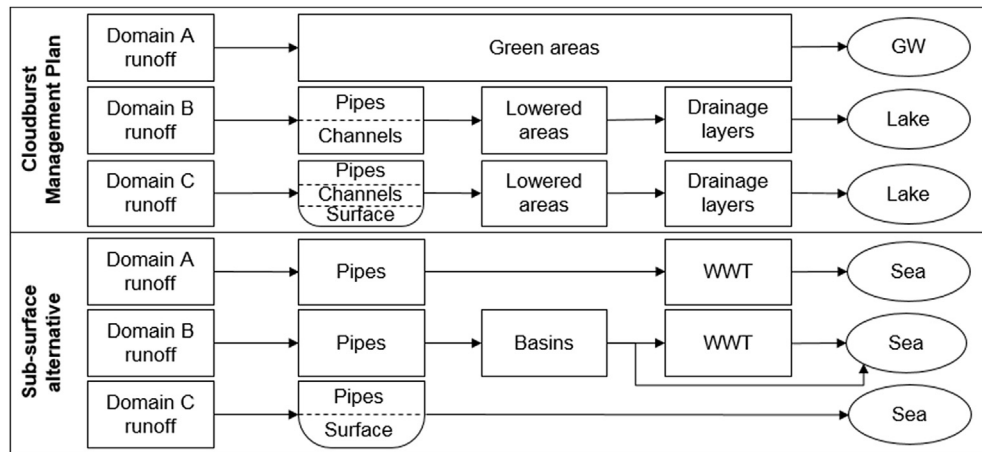 Cloudburst
Management Plan
Domain A
runoff
Green areas
GW
Domain B
runoff
Pipes
Channels
Lowered
areas
Drainage
layers
Lake
Domain C
runoff
Pipes
Channels
Surface
Lowered
areas
Drainage
layers
Lake
Sub-surface
alternative
Domain A
runoff
Pipes
WWT
Sea
Domain B
runoff
Pipes
Basins
WWT
Sea
Domain C
runoff
Pipes
Surface
Sea